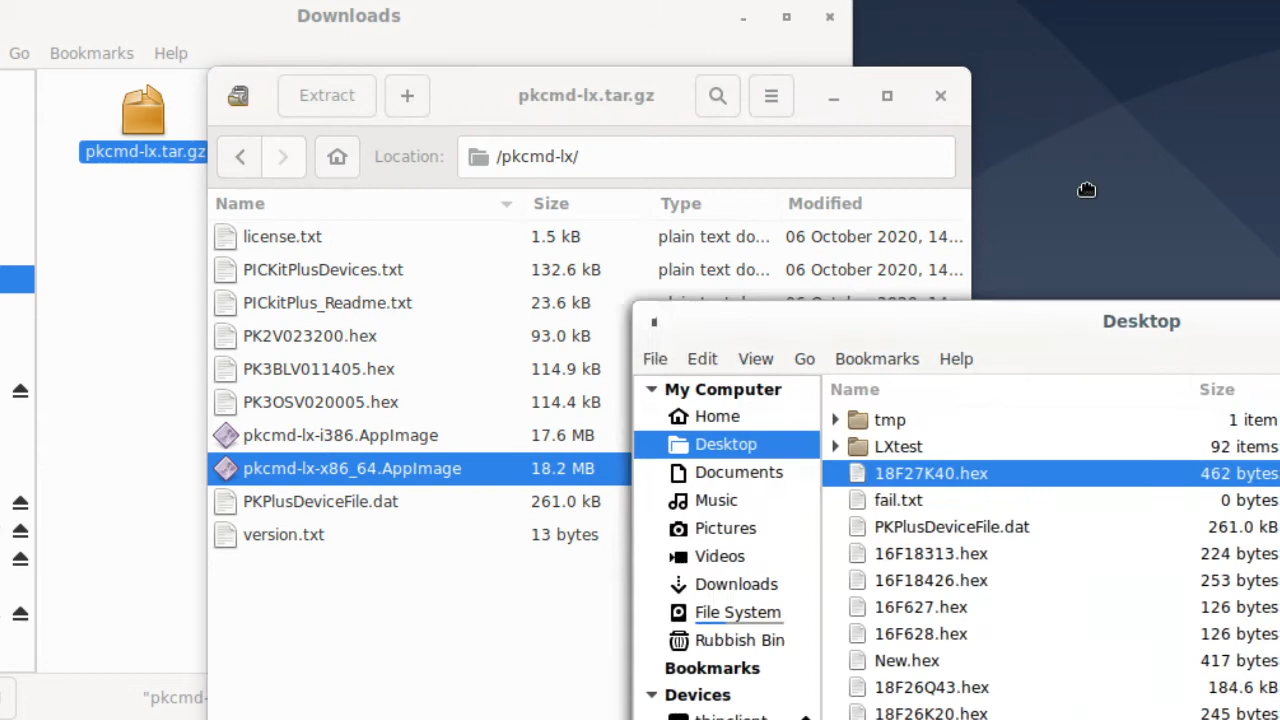 Downloads
Go Bookmarks Help
pkcmd-lx.tar.gz
Extract
pkcmd-lx.tar.gz
Location: /pkcmd-lx/
Name Size Type Modified
license.txt 1.5 kB plain text do... 06 October 2020, 14...
PICKitPlusDevices.txt 132.6 kB plain text do... 06 October 2020, 14...
PICkitPlus_Readme.txt 23.6 kB
PK2V023200.hex 93.0 kB
PK3BLV011405.hex 114.9 kB
PK3OSV020005.hex 114.4 kB
pkcmd-lx-i386.AppImage 17.6 MB
pkcmd-lx-x86_64.AppImage 18.2 MB
PKPlusDeviceFile.dat 261.0 kB
version.txt 13 bytes
"pkcmd-
Desktop
File Edit View Go Bookmarks Help
My Computer
Home
Desktop
Documents
Music
Pictures
Videos
Downloads
File System
Rubbish Bin
Bookmarks
Devices
thinclient
Name Size
tmp 1 item
LXtest 92 items
18F27K40.hex 462 bytes
fail.txt 0 bytes
PKPlusDeviceFile.dat 261.0 kB
16F18313.hex 224 bytes
16F18426.hex 253 bytes
16F627.hex 126 bytes
16F628.hex 126 bytes
New.hex 417 bytes
18F26Q43.hex 184.6 kB
18F26K20.hex 245 bytes